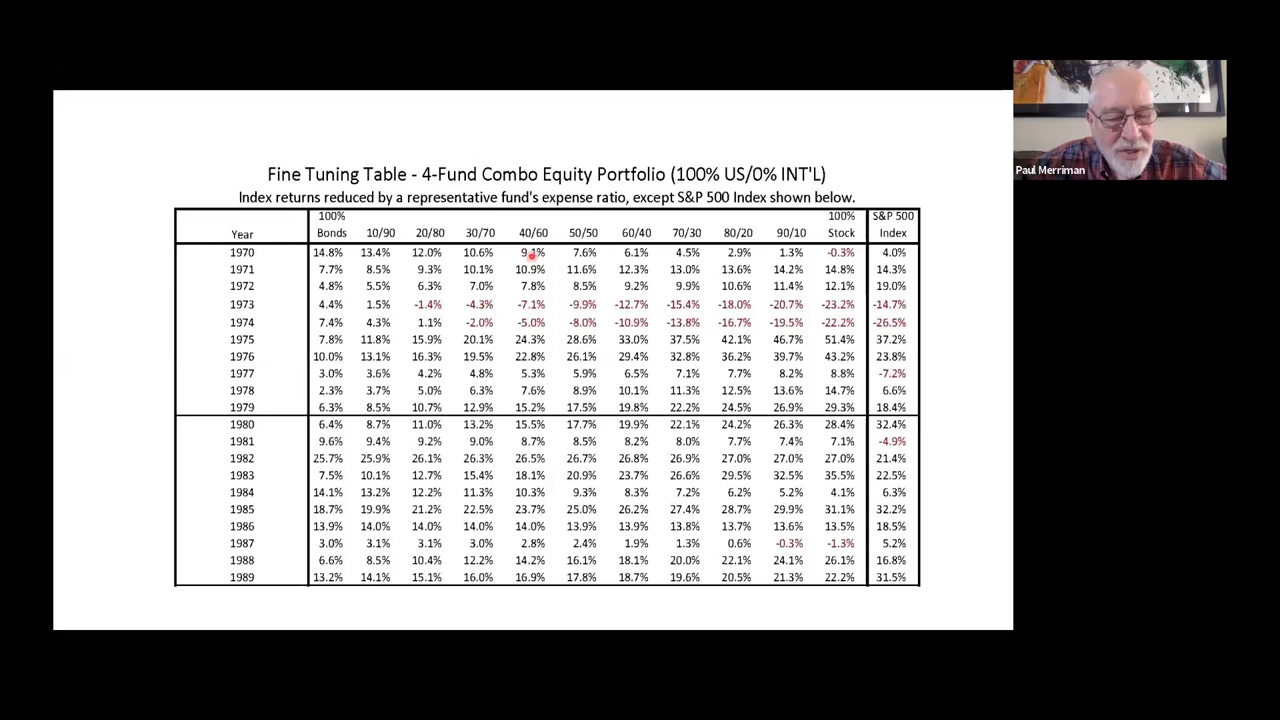 Paul Merriman
Fine Tuning Table - 4-Fund Combo Equity Portfolio (100% US/0% INT'L)
Index returns reduced by a representative fund's expense ratio, except S&P 500 Index shown below.
100% 100% S&P 500
Year Bonds 10/90 20/80 30/70 40/60 50/50 60/40 70/30 80/20 90/10 Stock Index
1970 14.8% 13.4% 12.0% 10.6% 9.1% 7.6% 6.1% 4.5% 2.9% 1.3% -0.3% 4.0%
1971 7.7% 8.5% 9.3% 10.1% 10.9% 11.6% 12.3% 13.0% 13.6% 14.2% 14.8% 14.3%
1972 4.8% 5.5% 6.3% 7.0% 7.8% 8.5% 9.2% 9.9% 10.6% 11.4% 12.1% 19.0%
1973 4.4% 1.5% -1.4% -4.3% -7.1% -9.9% -12.7% -15.4% -18.0% -20.7% -23.2% -14.7%
1974 7.4% 4.3% 1.1% -2.0% -5.0% -8.0% -10.9% -13.8% -16.7% -19.5% -22.2% -26.5%
1975 7.8% 11.8% 15.9% 20.1% 24.3% 28.6% 33.0% 37.5% 42.1% 46.7% 51.4% 37.2%
1976 10.0% 13.1% 16.3% 19.5% 22.8% 26.1% 29.4% 32.8% 36.2% 39.7% 43.2% 23.8%
1977 3.0% 3.6% 4.2% 4.8% 5.3% 5.9% 6.5% 7.1% 7.7% 8.2% 8.8% -7.2%
1978 2.3% 3.7% 5.0% 6.3% 7.6% 8.9% 10.1% 11.3% 12.5% 13.6% 14.7% 6.6%
1979 6.3% 8.5% 10.7% 12.9% 15.2% 17.5% 19.8% 22.2% 24.5% 26.9% 29.3% 18.4%
1980 6.4% 8.7% 11.0% 13.2% 15.5% 17.7% 19.9% 22.1% 24.2% 26.3% 28.4% 32.4%
1981 9.6% 9.4% 9.2% 9.0% 8.7% 8.5% 8.2% 8.0% 7.7% 7.4% 7.1% -4.9%
1982 25.7% 25.9% 26.1% 26.3% 26.5% 26.7% 26.8% 26.9% 27.0% 27.0% 27.0% 21.4%
1983 7.5% 10.1% 12.7% 15.4% 18.1% 20.9% 23.7% 26.6% 29.5% 32.5% 35.5% 22.5%
1984 14.1% 13.2% 12.2% 11.3% 10.3% 9.3% 8.3% 7.2% 6.2% 5.2% 4.1% 6.3%
1985 18.7% 19.9% 21.2% 22.5% 23.7% 25.0% 26.2% 27.4% 28.7% 29.9% 31.1% 32.2%
1986 13.9% 14.0% 14.0% 14.0% 14.0% 13.9% 13.9% 13.8% 13.7% 13.6% 13.5% 18.5%
1987 3.0% 3.1% 3.1% 3.0% 2.8% 2.4% 1.9% 1.3% 0.6% -0.3% -1.3% 5.2%
1988 6.6% 8.5% 10.4% 12.2% 14.2% 16.1% 18.1% 20.0% 22.1% 24.1% 26.1% 16.8%
1989 13.2% 14.1% 15.1% 16.0% 16.9% 17.8% 18.7% 19.6% 20.5% 21.3% 22.2% 31.5%